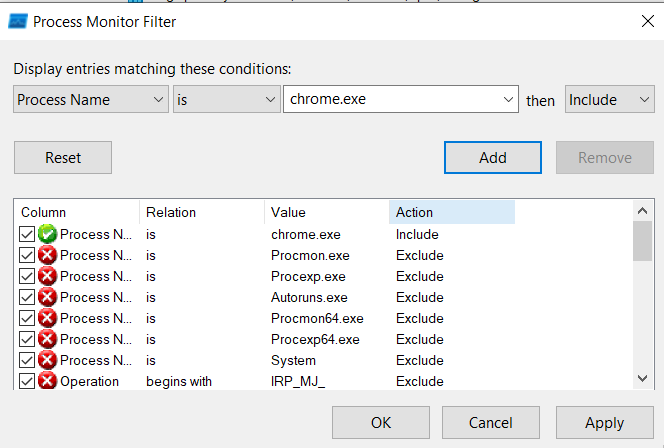 Process Monitor Filter
Display entries matching these conditions:
Process Name is chrome.exe then Include
Reset Add Remove
Column Relation Value Action
Process N... is chrome.exe Include
Process N... is Procmon.exe Exclude
Process N... is Procexp.exe Exclude
Process N... is Autoruns.exe Exclude
Process N... is Procmon64.exe Exclude
Process N... is Procexp64.exe Exclude
Process N... is System Exclude
Operation begins with IRP_MJ_ Exclude
OK Cancel Apply